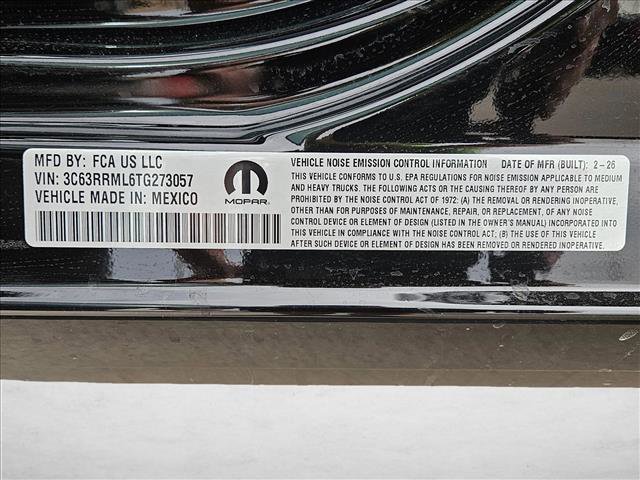 MFD BY: FCA US LLC
VIN: 3C63RRML6TG273057
VEHICLE MADE IN: MEXICO
MOPAR
VEHICLE NOISE EMISSION CONTROL INFORMATION DATE OF MFR (BUILT): 2-26
THIS VEHICLE CONFORMS TO U.S. EPA REGULATIONS FOR NOISE EMISSION APPLICABLE TO MEDIUM
AND HEAVY TRUCKS. THE FOLLOWING ACTS OR THE CAUSING THEREOF BY ANY PERSON ARE
PROHIBITED BY THE NOISE CONTROL ACT OF 1972: (A) THE REMOVAL OR RENDERING INOPERATIVE,
OTHER THAN FOR PURPOSES OF MAINTENANCE, REPAIR, OR REPLACEMENT, OF ANY NOISE
CONTROL DEVICE OR ELEMENT OF DESIGN (LISTED IN THE OWNER'S MANUAL) INCORPORATED INTO
THIS VEHICLE IN COMPLIANCE WITH THE NOISE CONTROL ACT; (B) THE USE OF THIS VEHICLE
AFTER SUCH DEVICE OR ELEMENT OF DESIGN HAS BEEN REMOVED OR RENDERED INOPERATIVE.